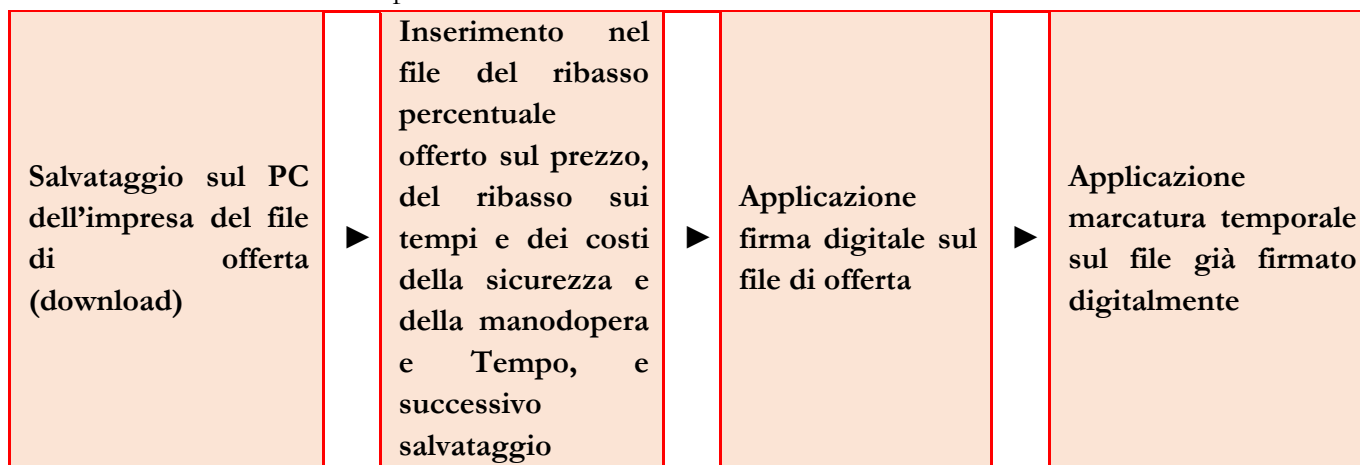 Salvataggio sul PC
dell’impresa del file
di offerta
(download)
►
Inserimento nel
file del ribasso
percentuale
offerto sul prezzo,
del ribasso sui
tempi e dei costi
della sicurezza e
della manodopera
e Tempo, e
successivo
salvataggio
►
Applicazione
firma digitale sul
file di offerta
►
Applicazione
marcatura temporale
sul file già firmato
digitalmente